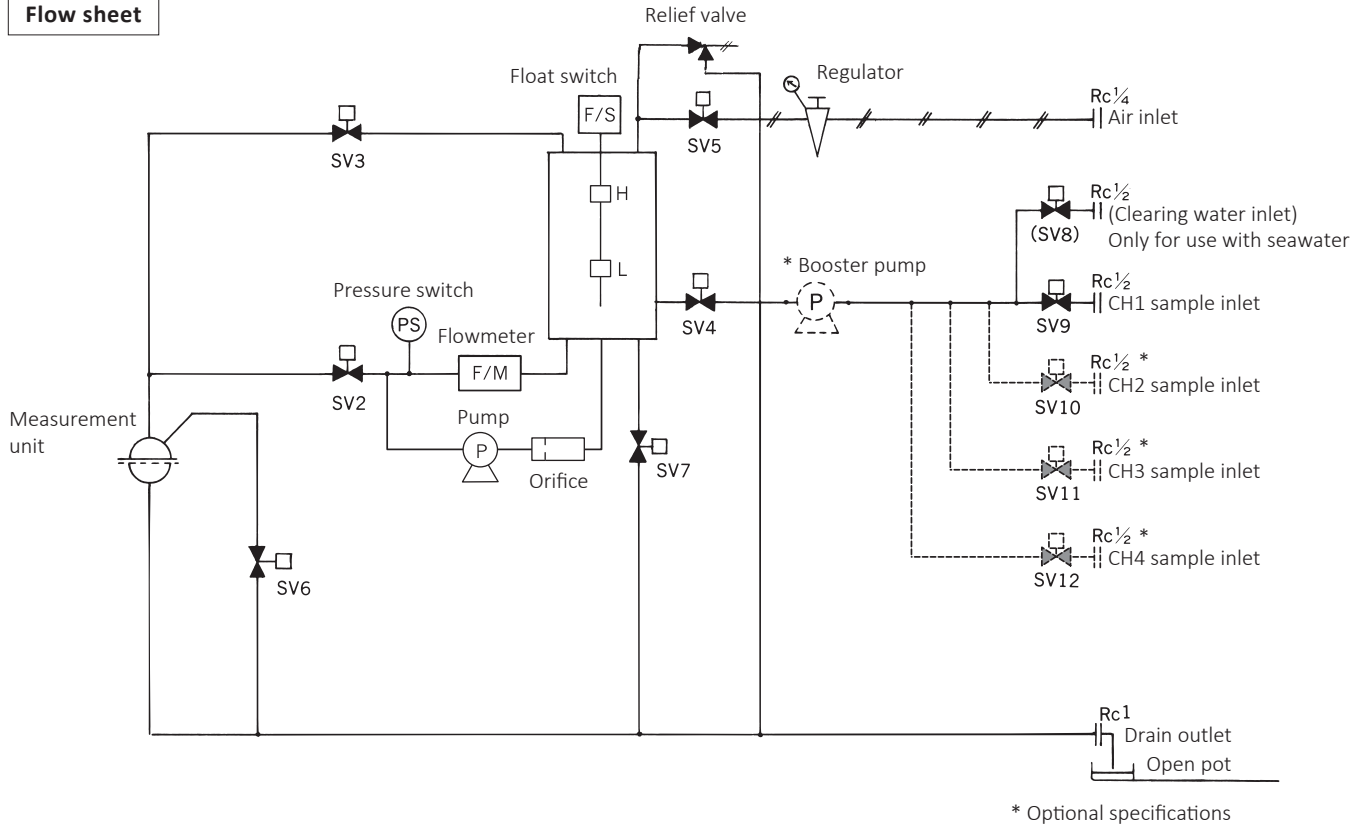 Flow sheet
Relief valve
Float switch
F/S
Regulator
Rc¼
Air inlet
SV3
SV5
H
L
Rc½
(Clearing water inlet)
(SV8)
Only for use with seawater
* Booster pump
P
Rc½
CH1 sample inlet
SV4
SV9
Pressure switch
PS
Flowmeter
F/M
SV2
Rc½ *
CH2 sample inlet
SV10
Measurement
unit
Pump
P
Orifice
SV7
Rc½ *
CH3 sample inlet
SV11
Rc½ *
CH4 sample inlet
SV12
SV6
Rc1
Drain outlet
Open pot
* Optional specifications